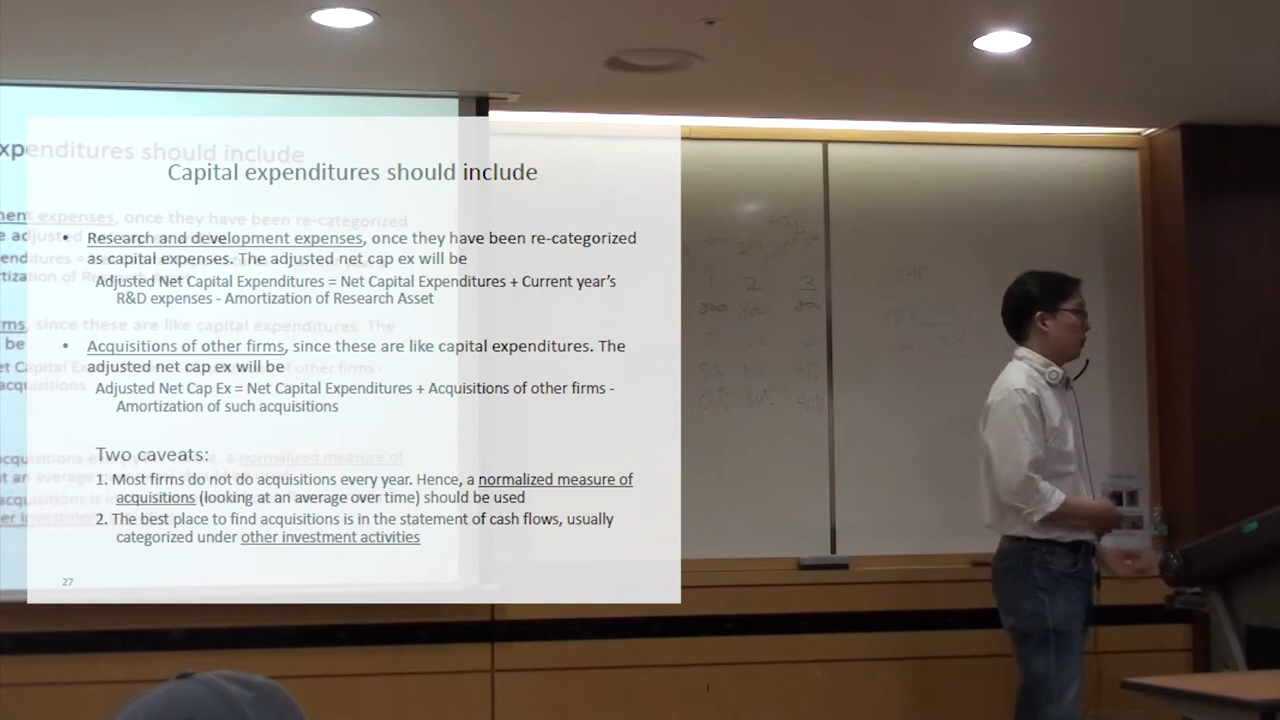 Capital expenditures should include
• Research and development expenses, once they have been re-categorized
as capital expenses. The adjusted net cap ex will be
Adjusted Net Capital Expenditures = Net Capital Expenditures + Current year's
R&D expenses - Amortization of Research Asset
• Acquisitions of other firms, since these are like capital expenditures. The
adjusted net cap ex will be
Adjusted Net Cap Ex = Net Capital Expenditures + Acquisitions of other firms -
Amortization of such acquisitions
Two caveats:
1. Most firms do not do acquisitions every year. Hence, a normalized measure of
acquisitions (looking at an average over time) should be used
2. The best place to find acquisitions is in the statement of cash flows, usually
categorized under other investment activities
27
1 2 3